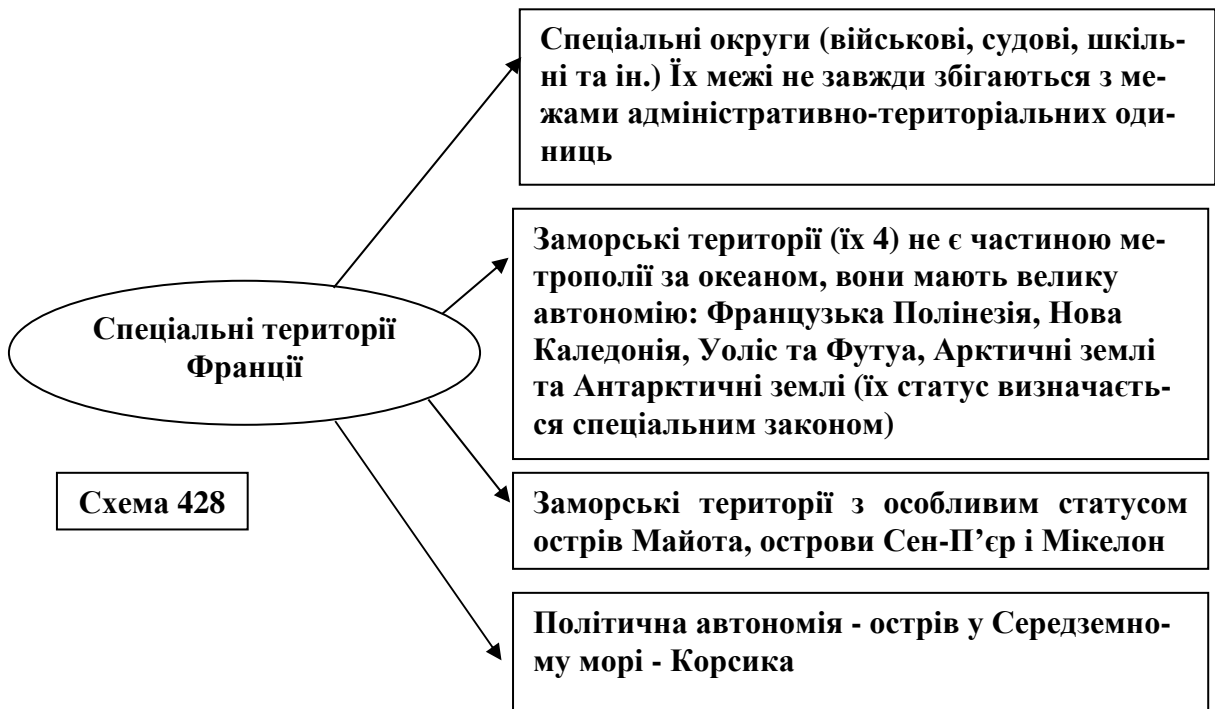 Спеціальні округи (військові, судові, шкіль-
ні та ін.) Їх межі не завжди збігаються з ме-
жами адміністративно-територіальних оди-
ниць
Заморські території (їх 4) не є частиною ме-
трополії за океаном, вони мають велику
автономію: Французька Полінезія, Нова
Каледонія, Уоліс та Футуа, Арктичні землі
та Антарктичні землі (їх статус визначаєть-
ся спеціальним законом)
Спеціальні території
Франції
Схема 428
Заморські території з особливим статусом
острів Майота, острови Сен-П’єр і Мікелон
Політична автономія - острів у Середземно-
му морі - Корсика